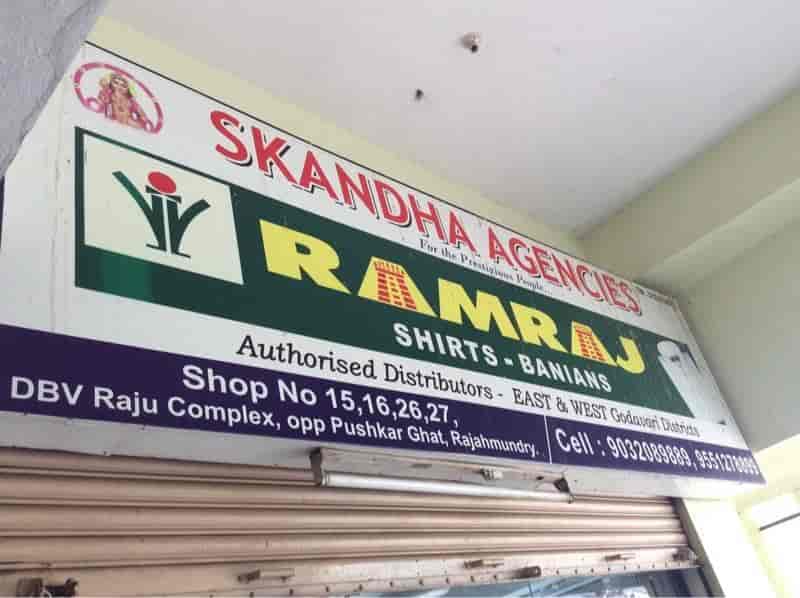 SKANDHA AGENCIES
For the Prestigious People...
RAMRAJ
SHIRTS - BANIANS
Authorised Distributors - EAST & WEST Godavari Districts
Shop No 15,16,26,27,
DBV Raju Complex, opp Pushkar Ghat, Rajahmundry.
Cell : 9032089889, 9551278099